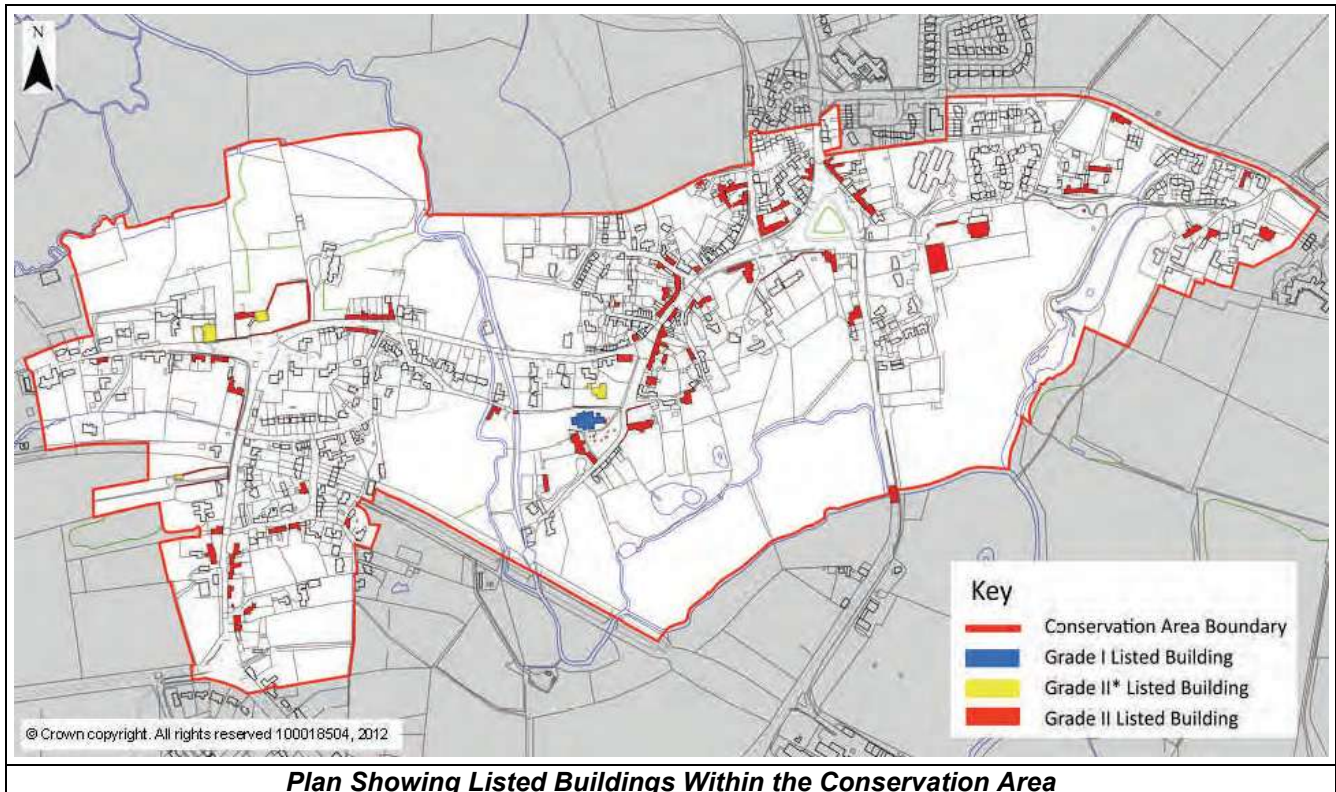 N
Key
Conservation Area Boundary
Grade I Listed Building
Grade II* Listed Building
Grade II Listed Building
© Crown copyright. All rights reserved 100018504, 2012
Plan Showing Listed Buildings Within the Conservation Area